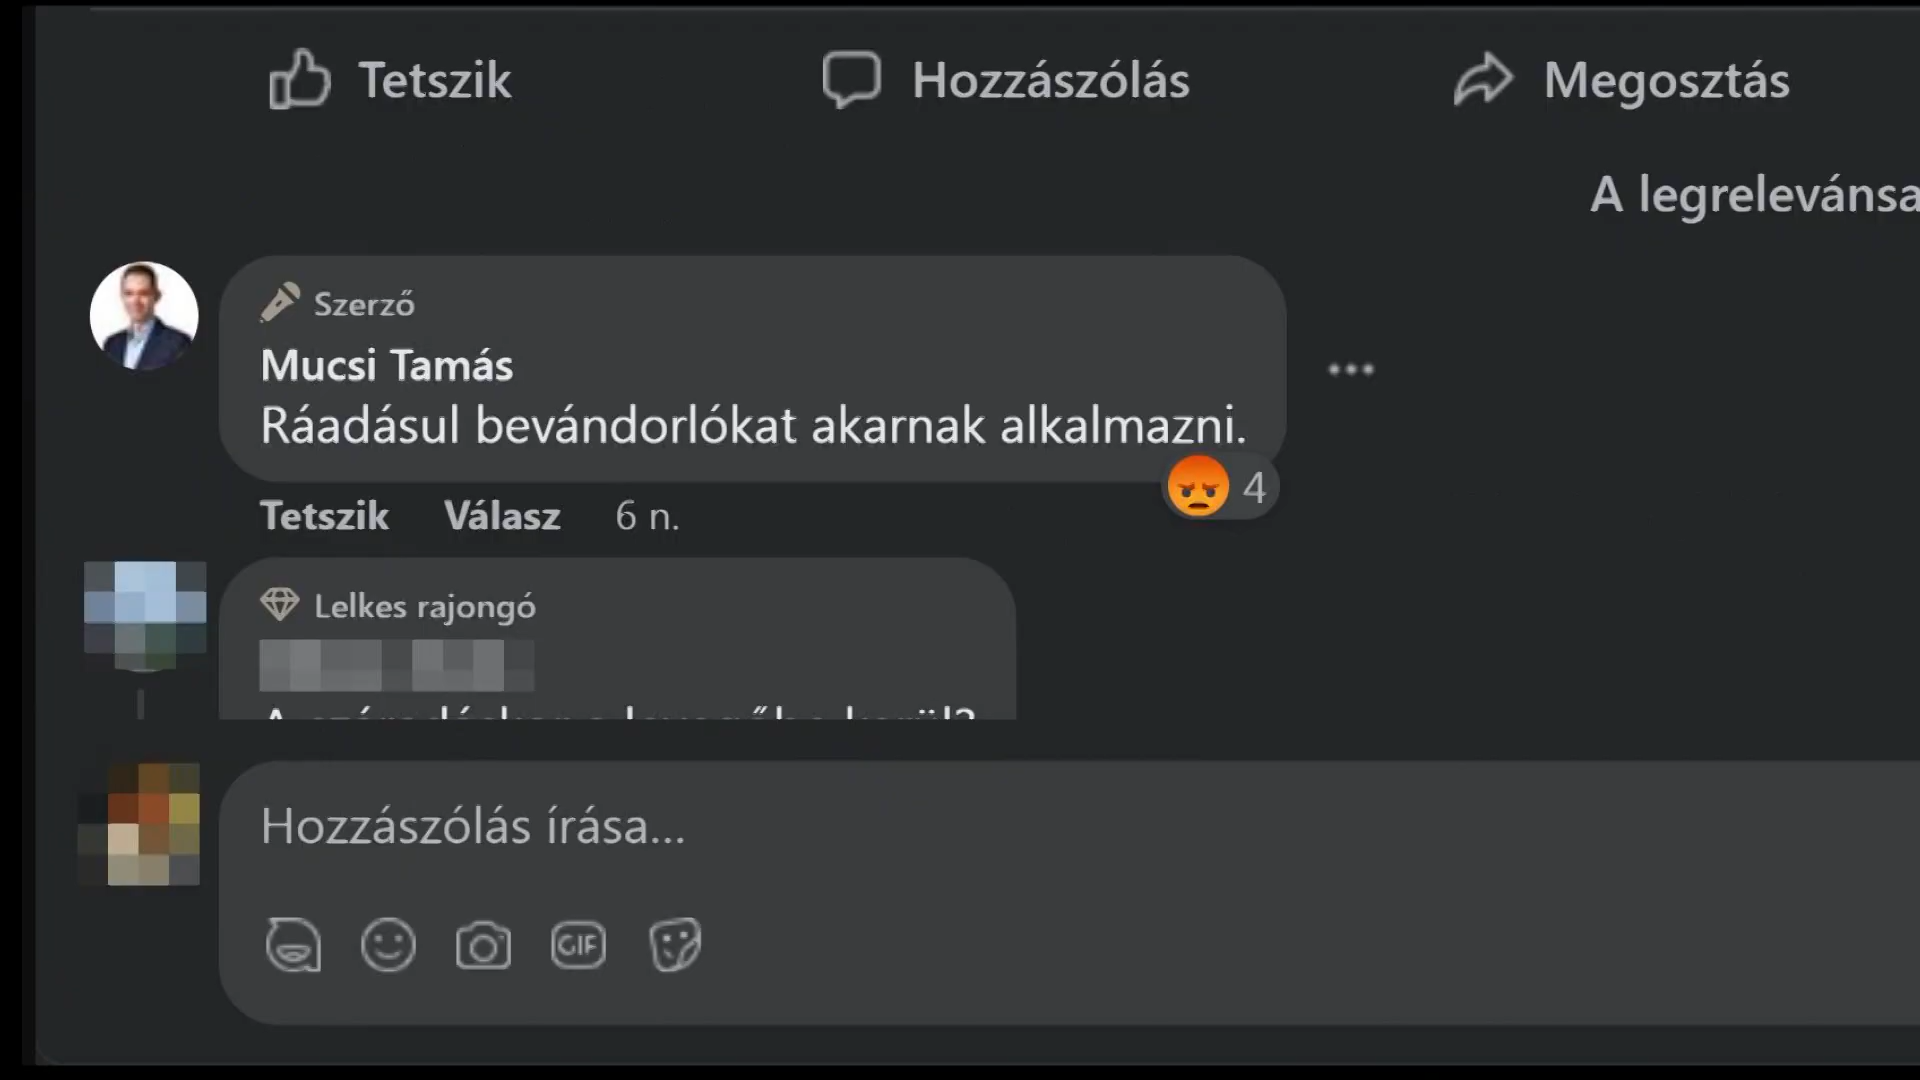 Tetszik Hozzászólás Megosztás
A legrelevánsa
Szerző
Mucsi Tamás
Ráadásul bevándorlókat akarnak alkalmazni.
4
Tetszik Válasz 6 n.
Lelkes rajongó
Hozzászólás írása...
GIF